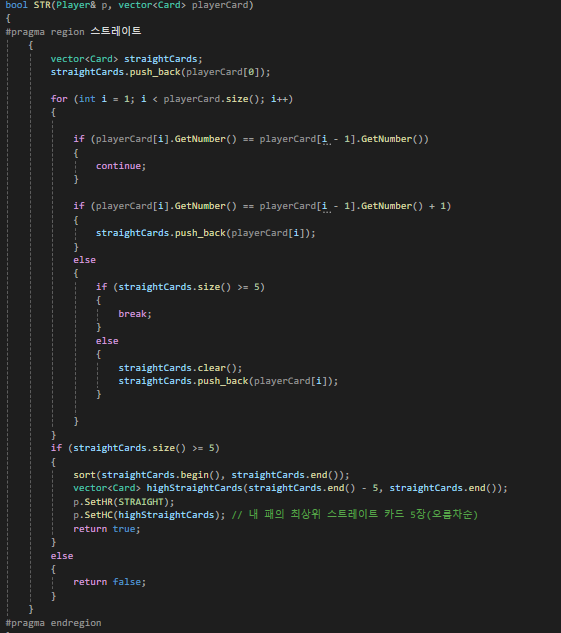 bool STR(Player& p, vector<Card> playerCard)
{
#pragma region 스트레이트
    {
        vector<Card> straightCards;
        straightCards.push_back(playerCard[0]);

        for (int i = 1; i < playerCard.size(); i++)
        {

            if (playerCard[i].GetNumber() == playerCard[i - 1].GetNumber())
            {
                continue;
            }

            if (playerCard[i].GetNumber() == playerCard[i - 1].GetNumber() + 1)
            {
                straightCards.push_back(playerCard[i]);
            }
            else
            {
                if (straightCards.size() >= 5)
                {
                    break;
                }
                else
                {
                    straightCards.clear();
                    straightCards.push_back(playerCard[i]);
                }

            }
        }
        if (straightCards.size() >= 5)
        {
            sort(straightCards.begin(), straightCards.end());
            vector<Card> highStraightCards(straightCards.end() - 5, straightCards.end());
            p.SetHR(STRAIGHT);
            p.SetHC(highStraightCards); // 내 패의 최상위 스트레이트 카드 5장(오름차순)
            return true;
        }
        else
        {
            return false;
        }
    }
#pragma endregion